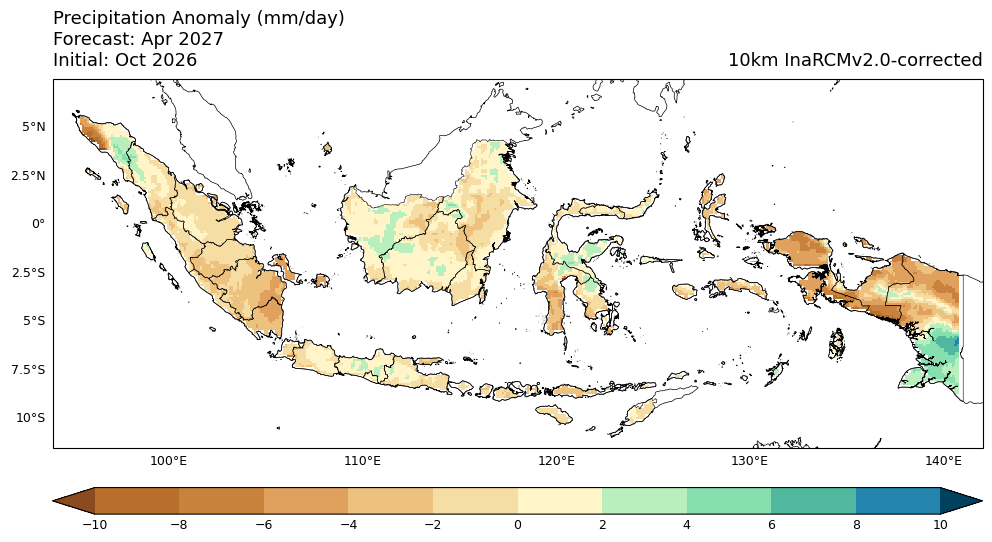 Precipitation Anomaly (mm/day)
Forecast: Apr 2027
Initial: Oct 2026
10km InaRCMv2.0-corrected
5°N
2.5°N
0°
2.5°S
5°S
7.5°S
10°S
100°E 110°E 120°E 130°E 140°E
−10 −8 −6 −4 −2 0 2 4 6 8 10